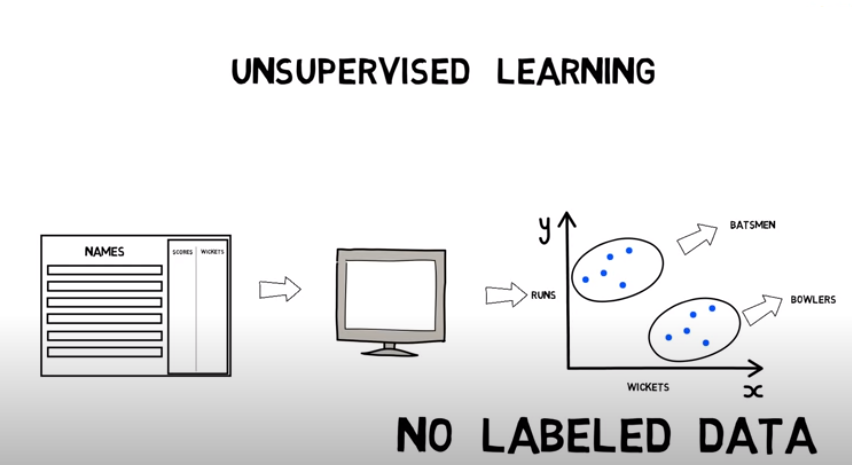 UNSUPERVISED LEARNING
NAMES
SCORES
WICKETS
y
RUNS
BATSMEN
BOWLERS
WICKETS
x
NO LABELED DATA